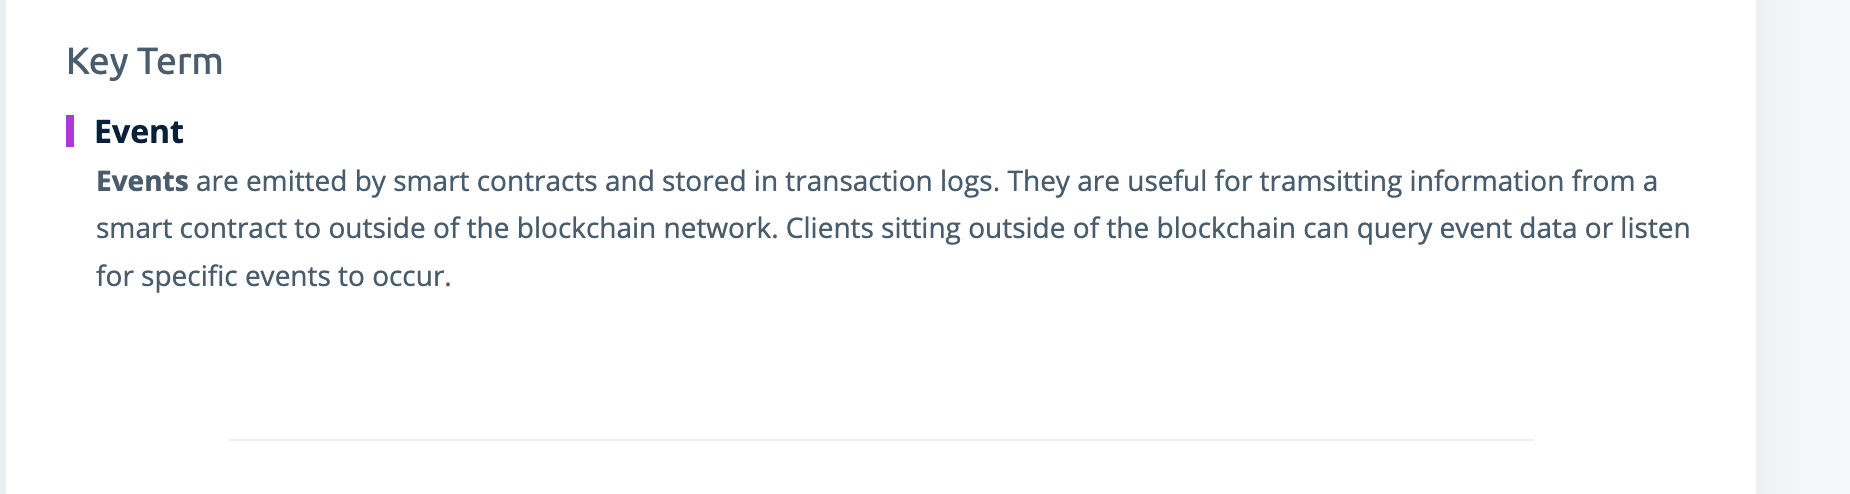 Key Term
Event
Events are emitted by smart contracts and stored in transaction logs. They are useful for tramsitting information from a
smart contract to outside of the blockchain network. Clients sitting outside of the blockchain can query event data or listen
for specific events to occur.